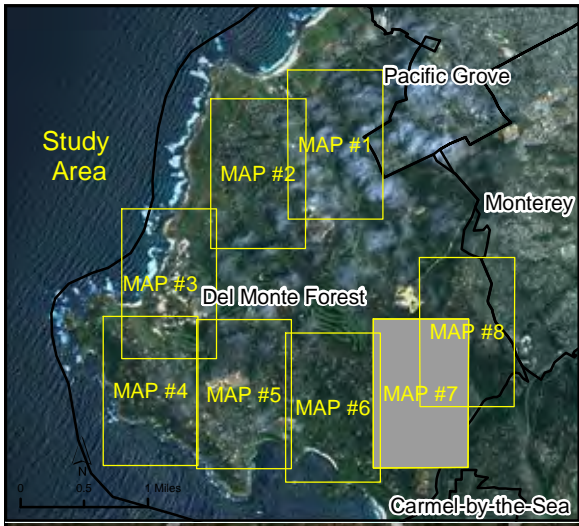 Pacific Grove
Study
Area
MAP #1
MAP #2
Monterey
MAP #3
Del Monte Forest
MAP #8
MAP #4
MAP #5
MAP #6
MAP #7
N
0 0.5 1 Miles
Carmel-by-the-Sea